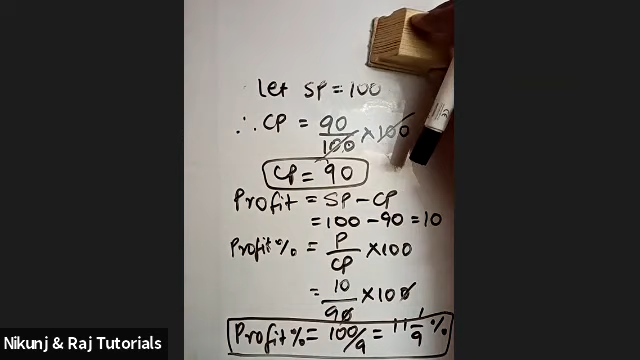 Let SP = 100
∴ CP = 90/100 × 100
CP = 90
Profit = SP - CP
= 100 - 90 = 10
Profit% = P/CP × 100
= 10/90 × 100
Profit% = 100/9 = 11 1/9 %
Nikunj & Raj Tutorials